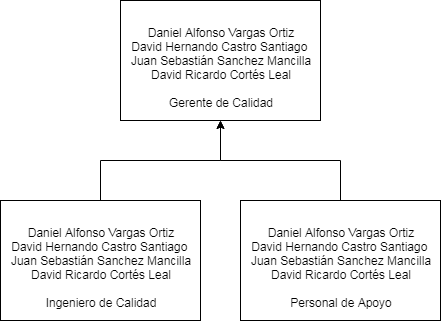 Daniel Alfonso Vargas Ortiz
David Hernando Castro Santiago
Juan Sebastián Sanchez Mancilla
David Ricardo Cortés Leal
Gerente de Calidad
Daniel Alfonso Vargas Ortiz
David Hernando Castro Santiago
Juan Sebastián Sanchez Mancilla
David Ricardo Cortés Leal
Ingeniero de Calidad
Daniel Alfonso Vargas Ortiz
David Hernando Castro Santiago
Juan Sebastián Sanchez Mancilla
David Ricardo Cortés Leal
Personal de Apoyo